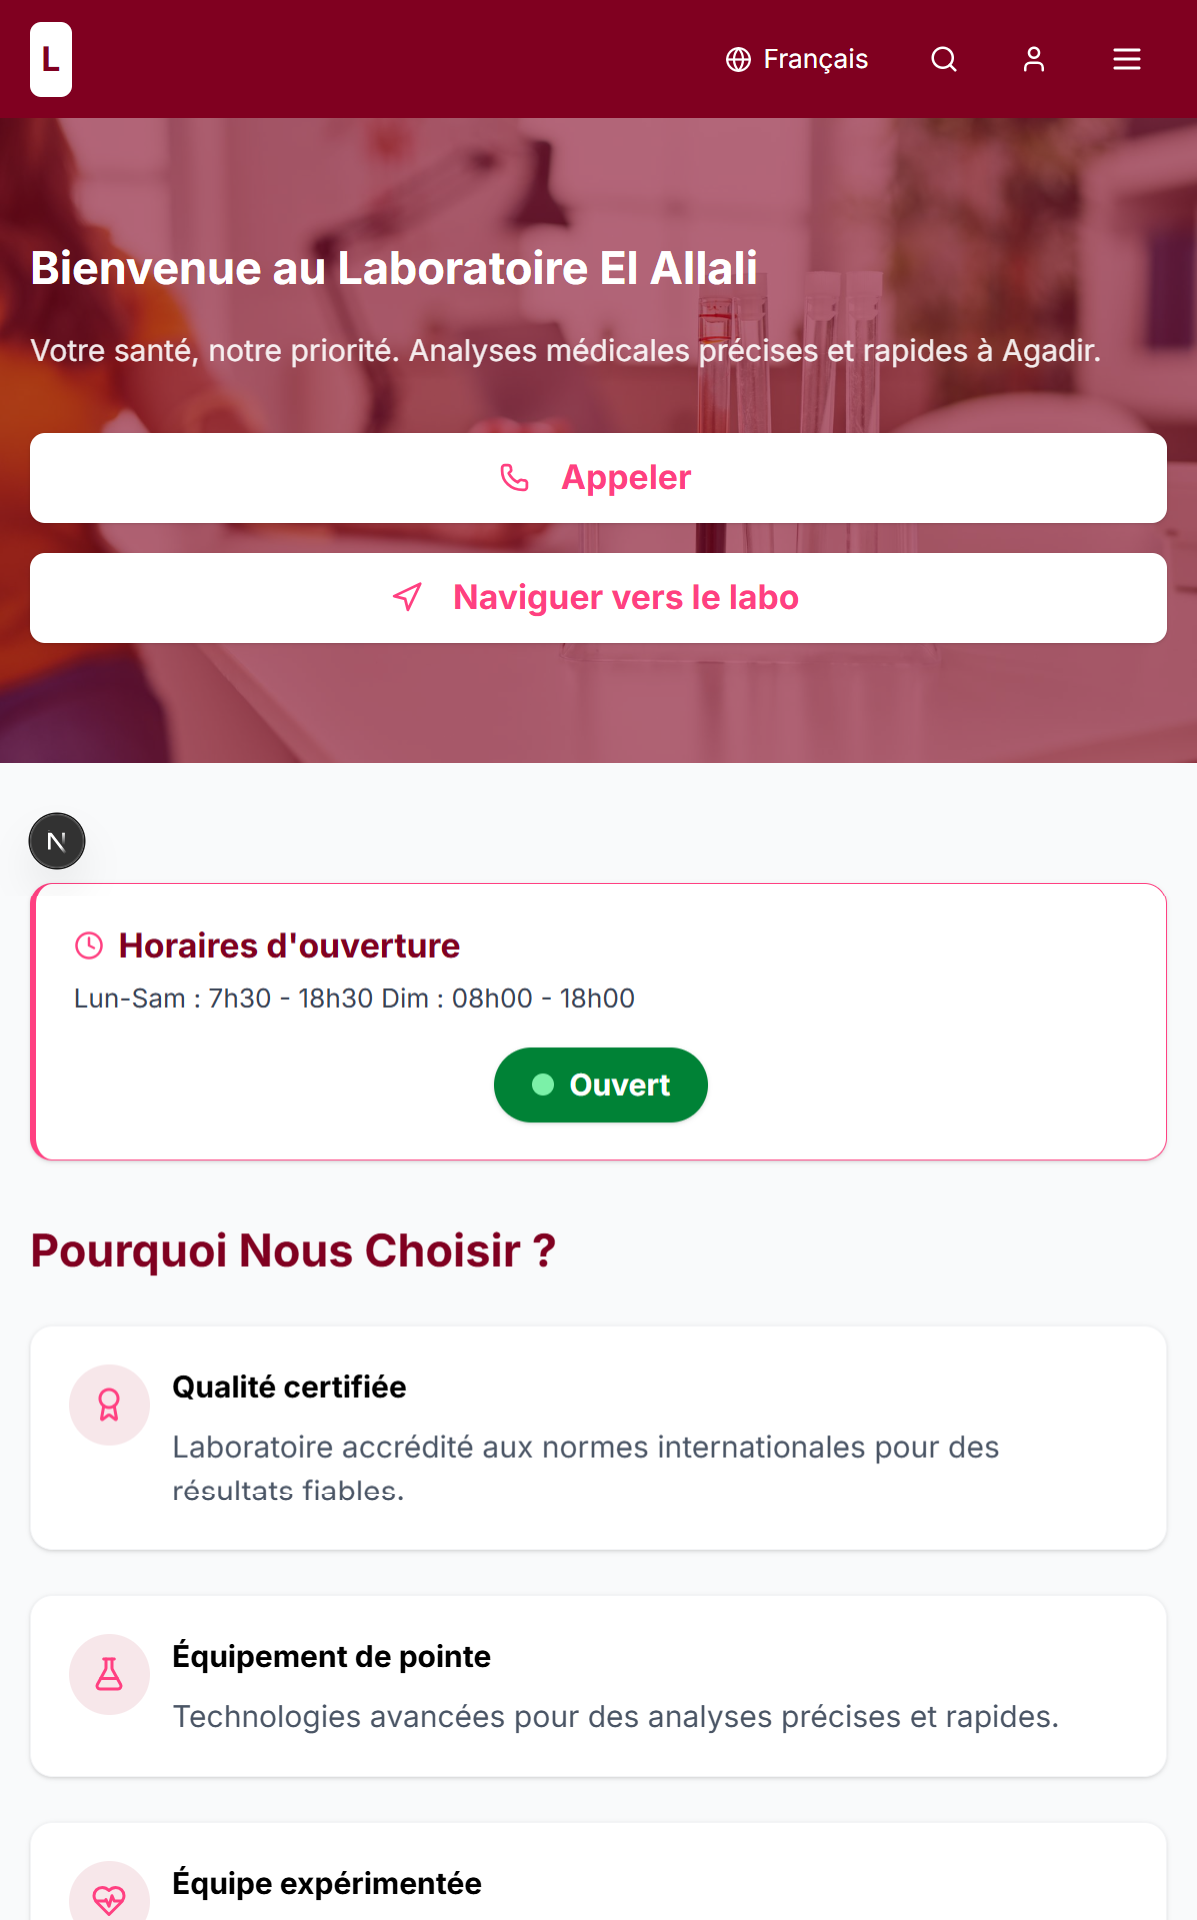 L
Français
Bienvenue au Laboratoire El Allali
Votre santé, notre priorité. Analyses médicales précises et rapides à Agadir.
Appeler
Naviguer vers le labo
N
Horaires d'ouverture
Lun-Sam : 7h30 - 18h30 Dim : 08h00 - 18h00
Ouvert
Pourquoi Nous Choisir ?
Qualité certifiée
Laboratoire accrédité aux normes internationales pour des
résultats fiables.
Équipement de pointe
Technologies avancées pour des analyses précises et rapides.
Équipe expérimentée